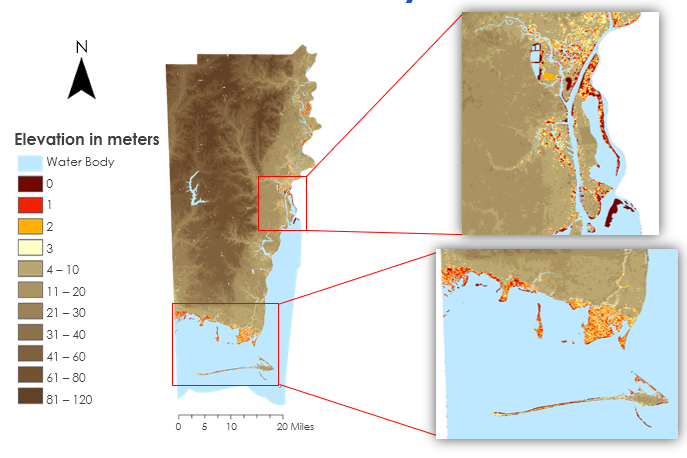 N
Elevation in meters
Water Body
0
1
2
3
4 – 10
11 – 20
21 – 30
31 – 40
41 – 60
61 – 80
81 – 120
0 5 10 20 Miles